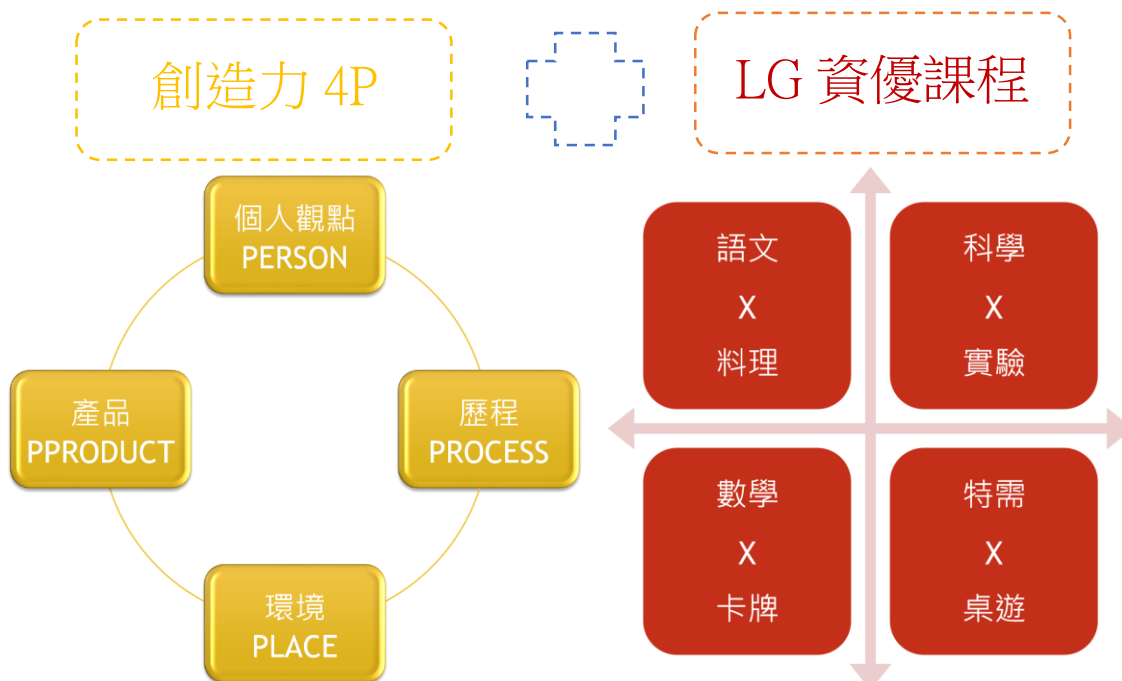 創造力 4P
LG 資優課程
個人觀點
PERSON
歷程
PROCESS
環境
PLACE
產品
PPRODUCT
語文
X
料理
科學
X
實驗
數學
X
卡牌
特需
X
桌遊